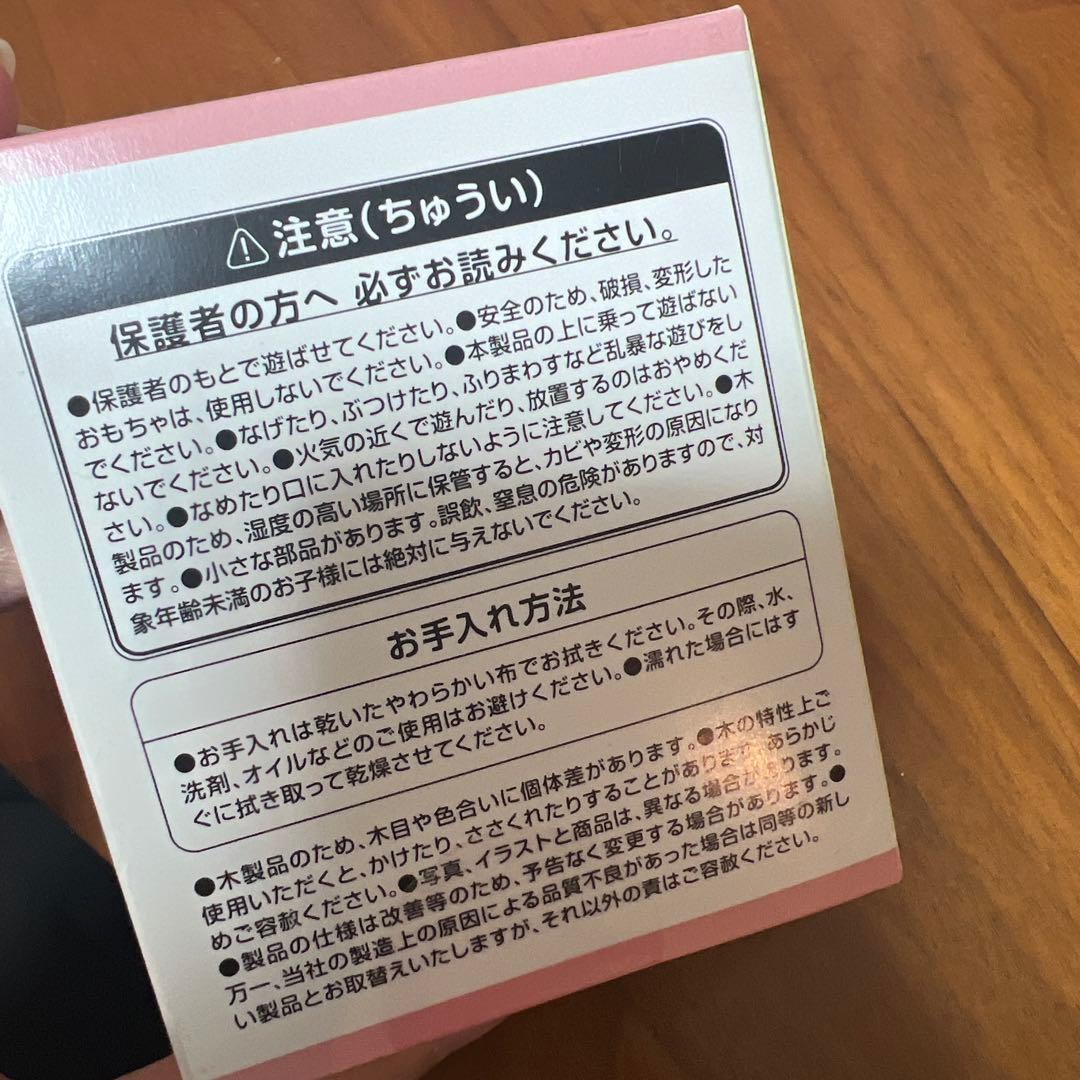 ⚠注意(ちゅうい)
保護者の方へ 必ずお読みください。
●保護者のもとで遊ばせてください。●安全のため、破損、変形した
おもちゃは、使用しないでください。●本製品の上に乗って遊ばない
でください。●なげたり、ぶつけたり、ふりまわすなど乱暴な遊びをし
ないでください。●火気の近くで遊んだり、放置するのはおやめくだ
さい。●なめたり口に入れたりしないように注意してください。●木
製品のため、湿度の高い場所に保管すると、カビや変形の原因になり
ます。●小さな部品があります。誤飲、窒息の危険がありますので、対
象年齢未満のお子様には絶対に与えないでください。
お手入れ方法
●お手入れは乾いたやわらかい布でお拭きください。その際、水、
洗剤、オイルなどのご使用はお避けください。●濡れた場合にはす
ぐに拭き取って乾燥させてください。
●木製品のため、木目や色合いに個体差があります。●木の特性上ご
使用いただくと、かけたり、ささくれたりすることがあります。あらかじ
めご容赦ください。●写真、イラストと商品は、異なる場合があります。
●製品の仕様は改善等のため、予告なく変更する場合があります。●
万一、当社の製造上の原因による品質不良があった場合は同等の新し
い製品とお取替えいたしますが、それ以外の責はご容赦ください。